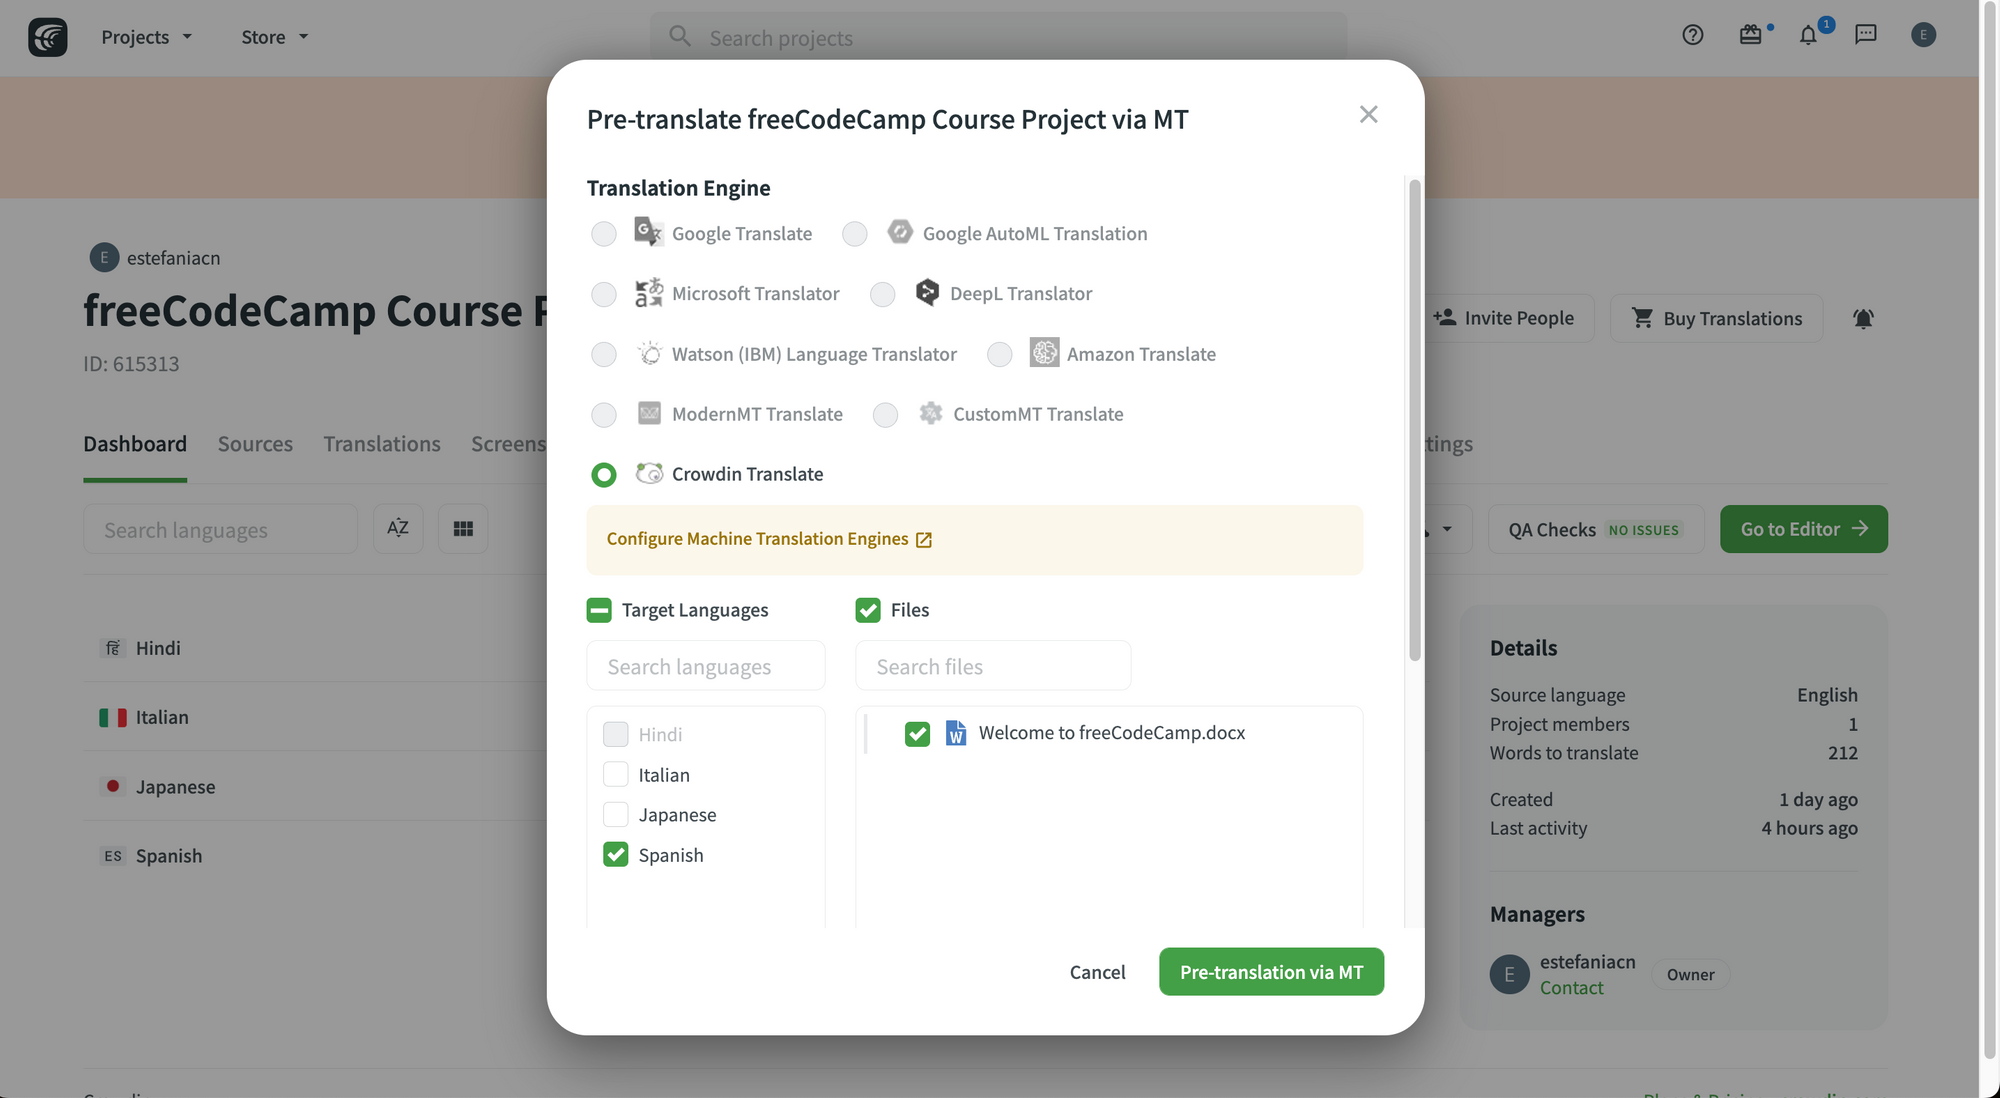 Projects
Store
Search projects
1
E
Pre-translate freeCodeCamp Course Project via MT
Translation Engine
Google Translate
Google AutoML Translation
Microsoft Translator
DeepL Translator
Watson (IBM) Language Translator
Amazon Translate
ModernMT Translate
CustomMT Translate
Crowdin Translate
Configure Machine Translation Engines
Target Languages
Files
Search languages
Search files
Hindi
Italian
Japanese
Spanish
W
Welcome to freeCodeCamp.docx
Cancel
Pre-translation via MT
E
estefaniacn
freeCodeCamp Course
ID: 615313
Invite People
Buy Translations
Dashboard
Sources
Translations
Screens
tings
Search languages
AZ
QA Checks
NO ISSUES
Go to Editor
हिं
Hindi
Italian
Japanese
ES
Spanish
Details
Source language
English
Project members
1
Words to translate
212
Created
1 day ago
Last activity
4 hours ago
Managers
E
estefaniacn
Contact
Owner